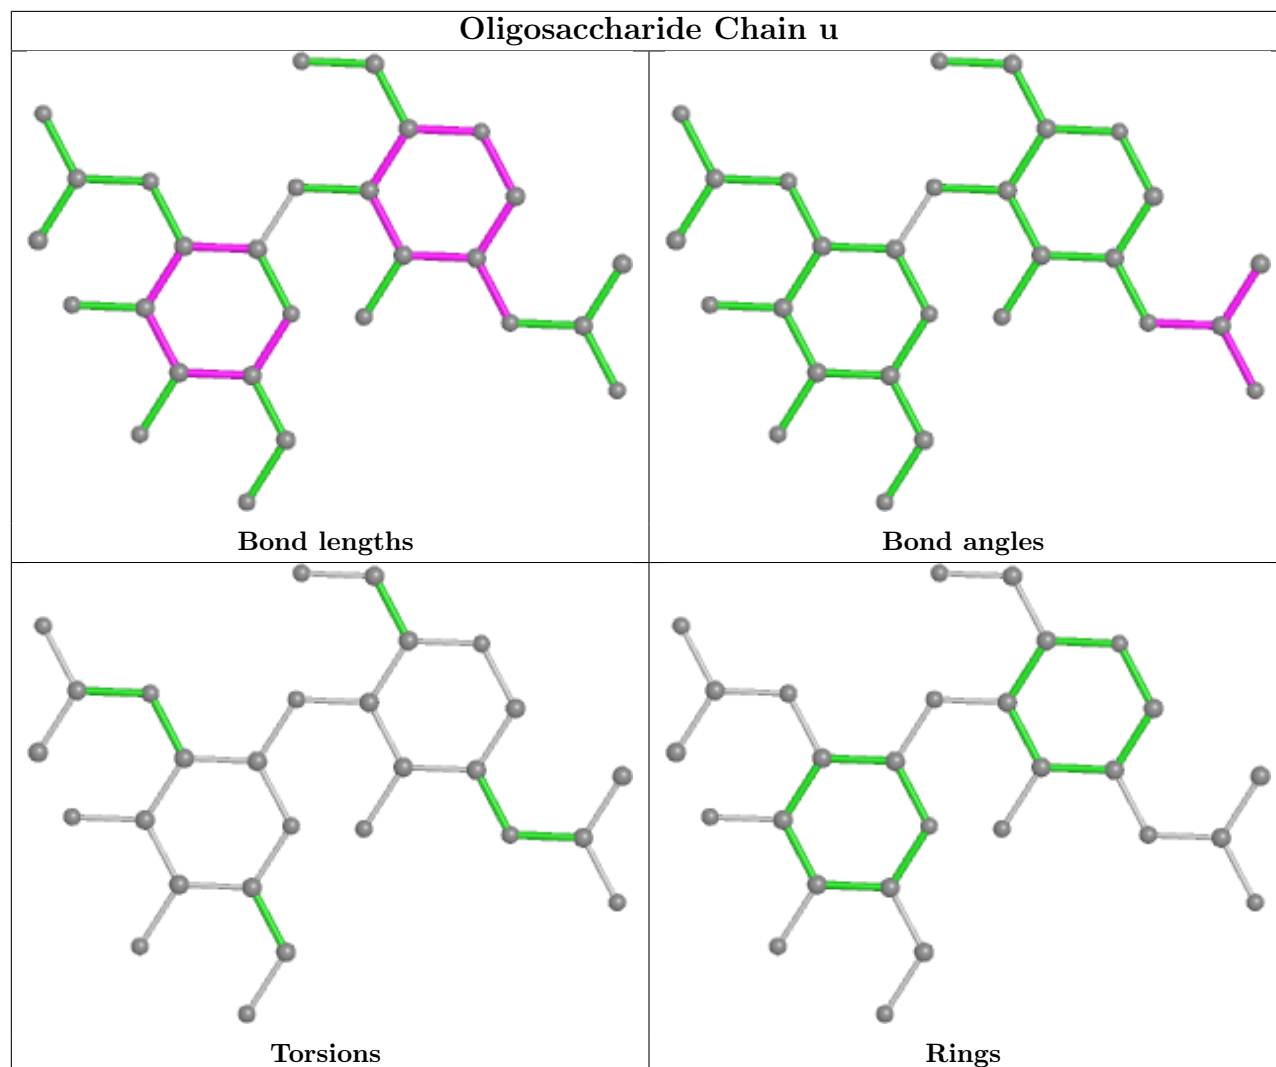 Oligosaccharide Chain u
Bond lengths
Bond angles
Torsions
Rings